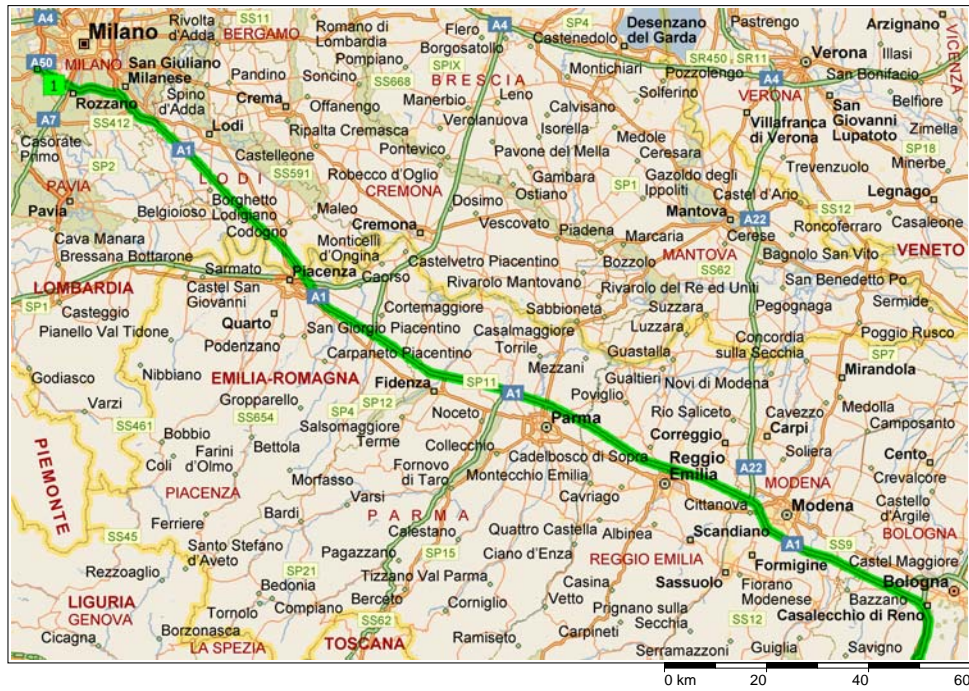 A4
Milano
Rivolta
d'Adda
SS11
BERGAMO
Romano di
Lombardia
Pompiano
Flero
Borgosatollo
A4
SP4
Castenedolo
Desenzano
del Garda
Pastrengo
Arzignano
VICENZA
A50
MILANO
San Giuliano
Milanese
1
Rozzano
Pandino
Soncino
SS668
SPIX
BRESCIA
Montichiari
SR450
SR11
Pozzolengo
Verona
A4
Illasi
San Bonifacio
Spino
d'Adda
Crema
Offanengo
Manerbio
Leno
Calvisano
Solferino
VERONA
San
Giovanni
Lupatoto
Belfiore
A7
SS412
Lodi
Ripalta Cremasca
Verolanuova
Isorella
Medole
Villafranca
di Verona
Zimella
Casorate
Primo
SP2
A1
Castelleone
Pontevico
Pavone del Mella
Ceresara
Trevenzuolo
SP18
Minerbe
PAVIA
LODI
SS591
Robecco d'Oglio
Gambara
SP1
Gazoldo degli
Ippoliti
Castel d'Ario
Legnago
Pavia
Belgioioso
Borghetto
Lodigiano
Maleo
CREMONA
Ostiano
Dosimo
Mantova
A22
SS12
Codogno
Cremona
Vescovato
Piadena
Marcaria
Cerese
Roncoferraro
Casaleone
Cava Manara
Bressana Bottarone
Monticelli
d'Ongina
MANTOVA
Bagnolo San Vito
VENETO
Sarmato
Piacenza
Caorso
Castelvetro Piacentino
Bozzolo
SS62
LOMBARDIA
Castel San
Giovanni
A1
Rivarolo Mantovano
Rivarolo del Re ed Uniti
San Benedetto Po
SP1
Casteggio
Cortemaggiore
Sabbioneta
Suzzara
Pegognaga
Sermide
Pianello Val Tidone
Quarto
San Giorgio Piacentino
Casalmaggiore
Luzzara
Podenzano
Torrile
Concordia
sulla Secchia
Poggio Rusco
Carpaneto Piacentino
Guastalla
SP7
Godiasco
Nibbiano
EMILIA-ROMAGNA
Fidenza
SP11
Mezzani
Gualtieri
Novi di Modena
Mirandola
Varzi
Gropparello
SP12
A1
Poviglio
Medolla
SS461
SS654
SP4
Noceto
Parma
Rio Saliceto
Cavezzo
Camposanto
PIEMONTE
Bobbio
Bettola
Salsomaggiore
Terme
Collecchio
Correggio
Carpi
Coli
Farini
d'Olmo
Cadelbosco di Sopra
Reggio
Emilia
Soliera
Cento
Fornovo
di Taro
Montecchio Emilia
A22
Crevalcore
PIACENZA
Morfasso
Varsi
Cavriago
Cittanova
MODENA
Modena
Castello
d'Argile
Ferriere
Bardi
PARMA
Calestano
Quattro Castella
Albinea
Scandiano
BOLOGNA
SS45
Santo Stefano
d'Aveto
Pagazzano
SP15
Ciano d'Enza
REGGIO EMILIA
A1
SS9
Castel Maggiore
Rezzoaglio
SP21
Tizzano Val Parma
Formigine
Bologna
Bedonia
Casina
Sassuolo
LIGURIA
Compiano
Berceto
Corniglio
Vetto
Fiorano
Modenese
Bazzano
GENOVA
Tornolo
SS62
Prignano sulla
Secchia
SS12
Casalecchio di Reno
Cicagna
Borzonasca
LA SPEZIA
TOSCANA
Ramiseto
Carpineti
Serramazzoni
Guiglia
Savigno
0 km
20
40
60